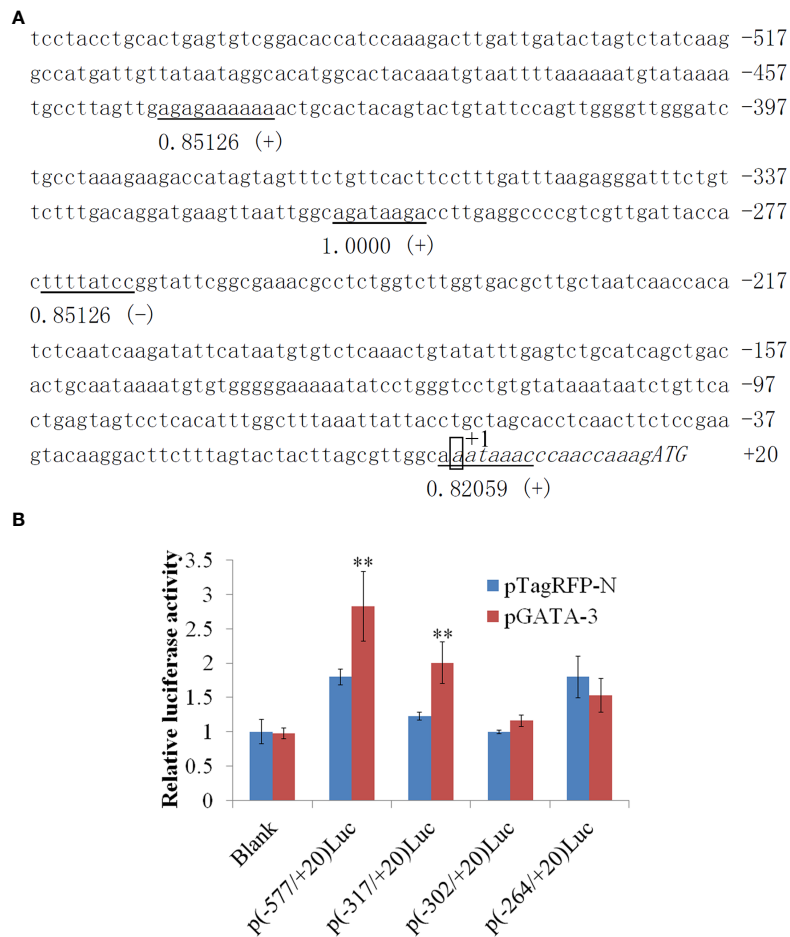 A
tcctacctgcactgagtgtcggacaccatccaaagacttgattgatactagtctatcaag -517
gccatgattgttataataggcacatggcactacaaatgtaattttaaaaaatgtataaaa -457
tgccttagttgagagaaaaaaactgcactacagtactgtattccagttggggttgggatc -397
0.85126 (+)
tgcctaaagaagaccatagtagtttctgttcacttcctttgatttaagagggatttctgt -337
tctttgacaggatgaagttaattggcagataagaccttgaggccccgtcgttgattacca -277
1.0000 (+)
cttttatccggtattcggcgaaacgcctctggtcttggtgacgcttgctaatcaaccaca -217
0.85126 (-)
tctcaatcaagatattcataatgtgtctcaaactgtatatttgagtctgcatcagctgac -157
actgcaataaaatgtgtgggggaaaaatatcctgggtcctgtgtataaataatctgttca -97
ctgagtagtcctcacatttggctttaaattattacctgctagcacctcaacttctccgaa -37
+1
gtacaaggacttctttagtactacttagcgttggcaaataaacccaaccaaagATG +20
0.82059 (+)
B
Relative luciferase activity
3.5
3
2.5
2
1.5
1
0.5
0
**
**
pTagRFP-N
pGATA-3
Blank
p(-577/+20)Luc
p(-317/+20)Luc
p(-302/+20)Luc
p(-264/+20)Luc